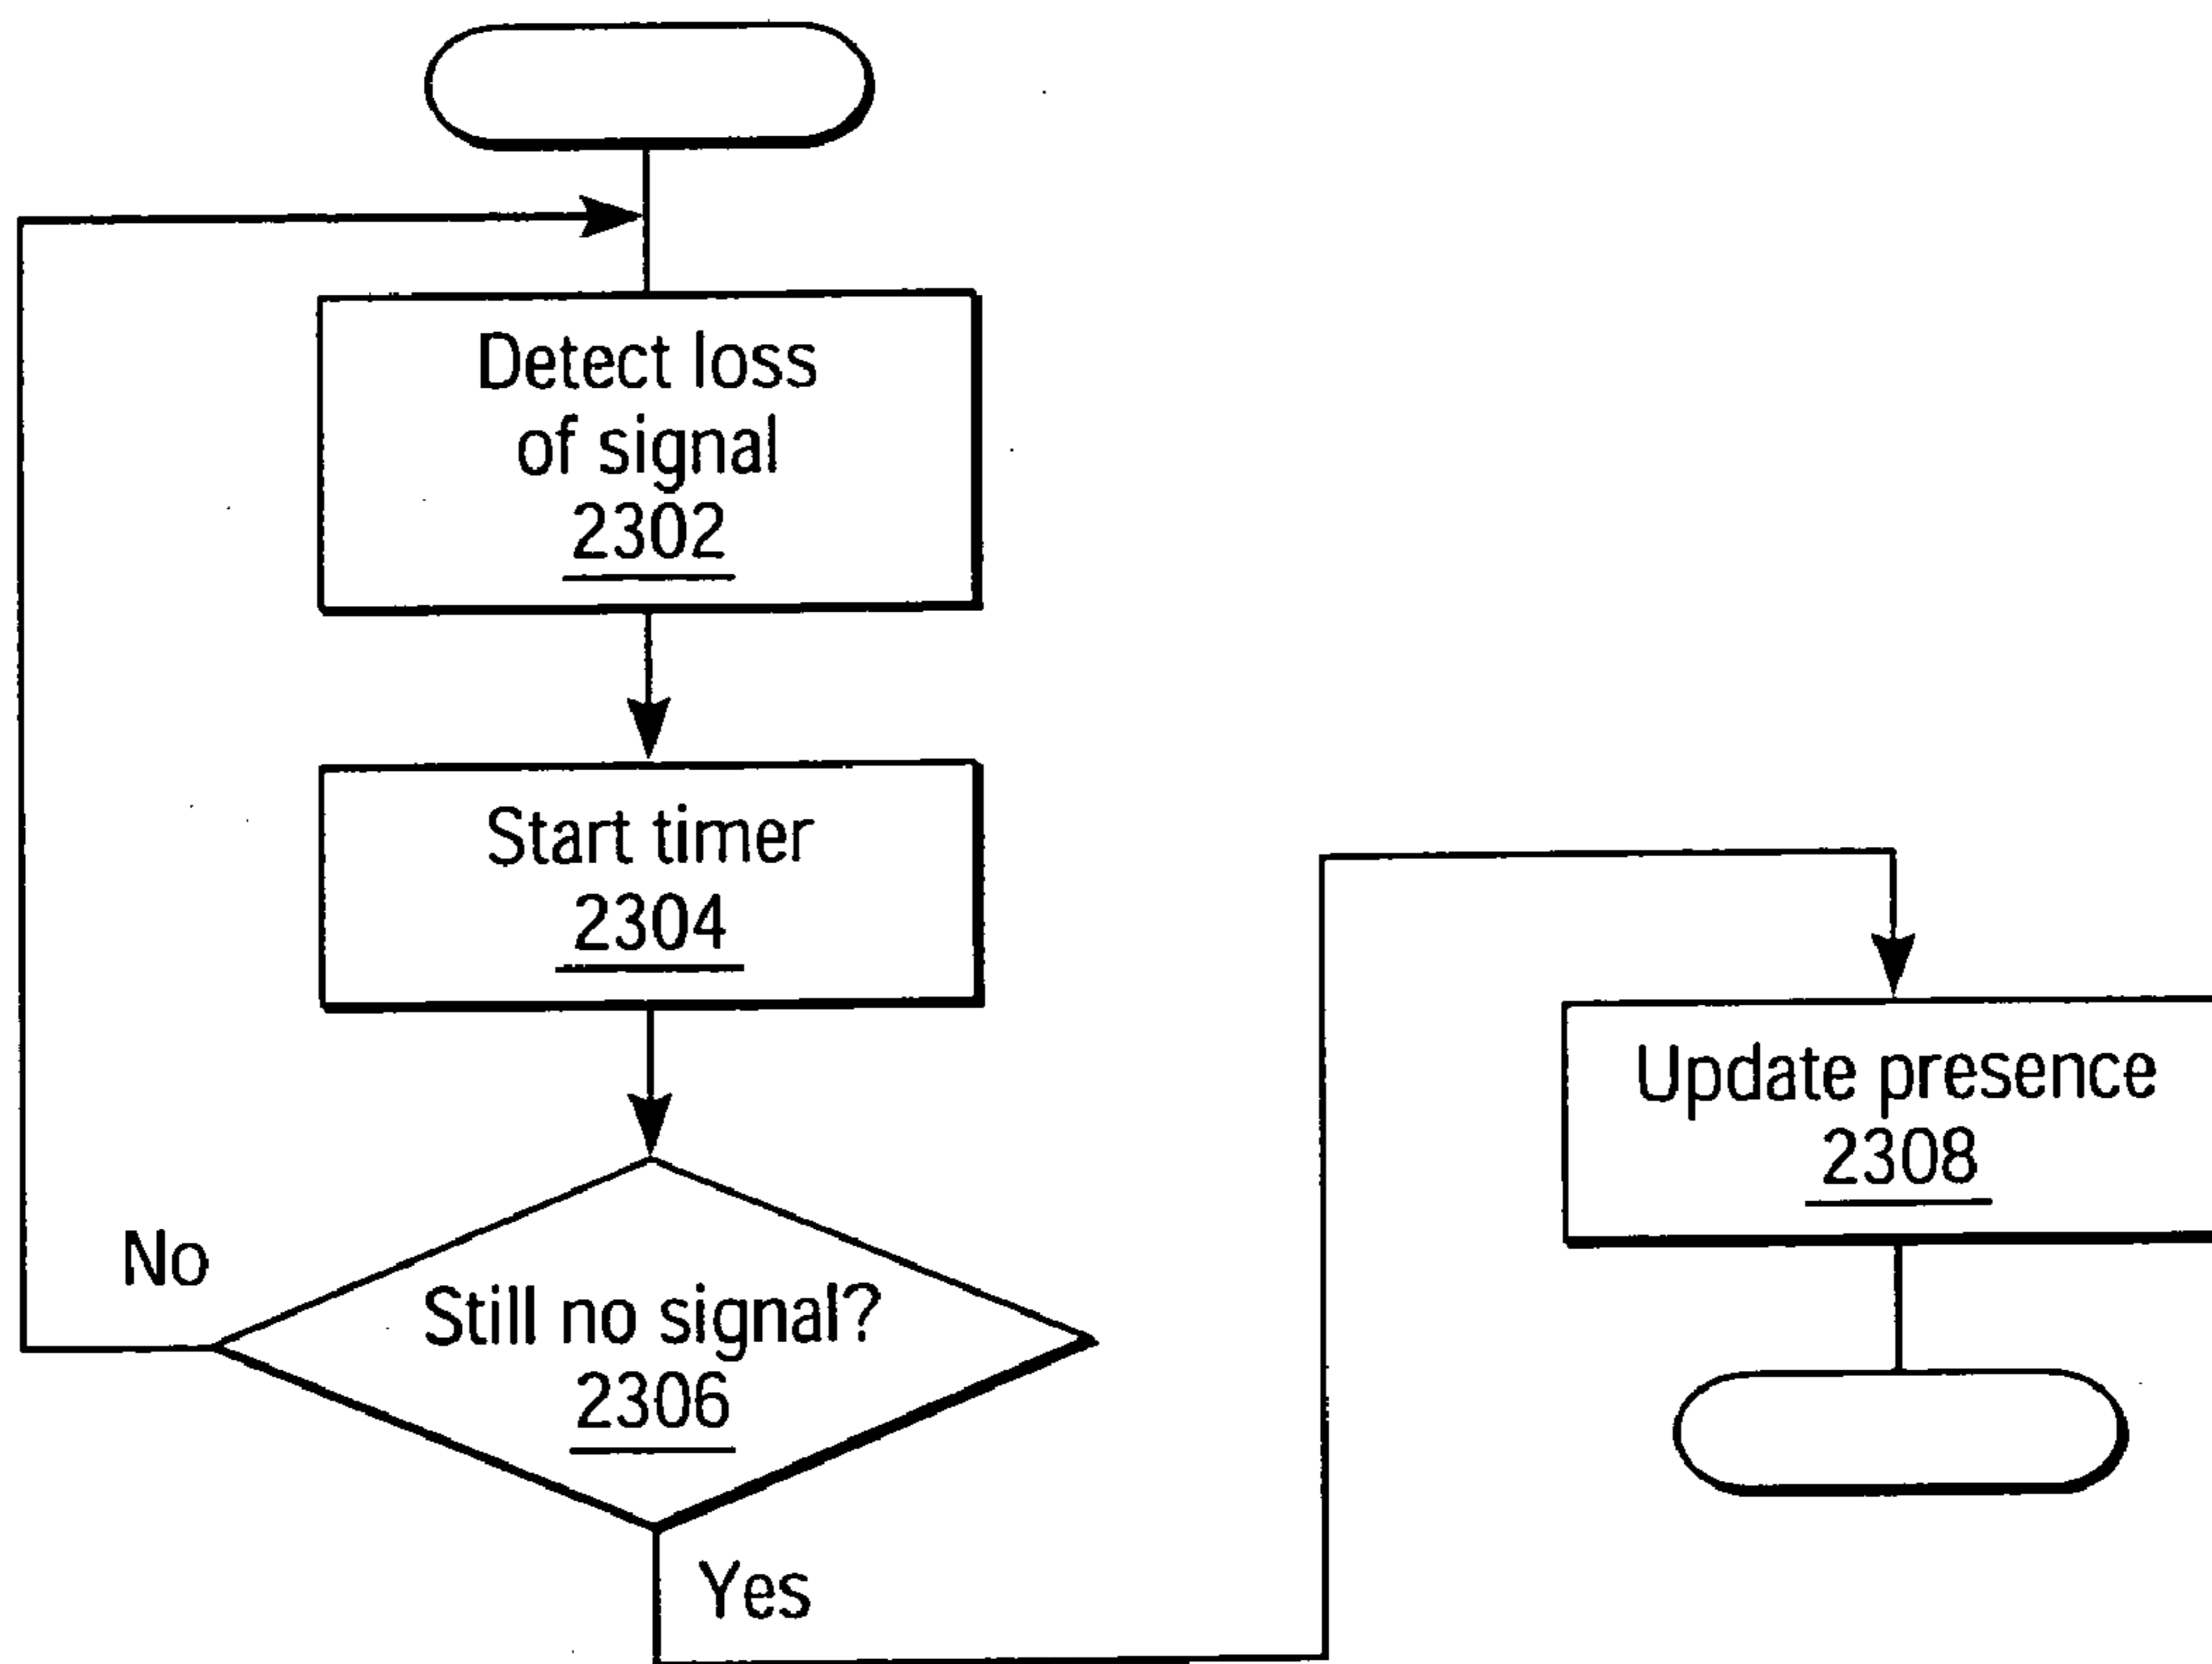 Detect loss
of signal
2302
Start timer
2304
No
Still no signal?
2306
Yes
Update presence
2308